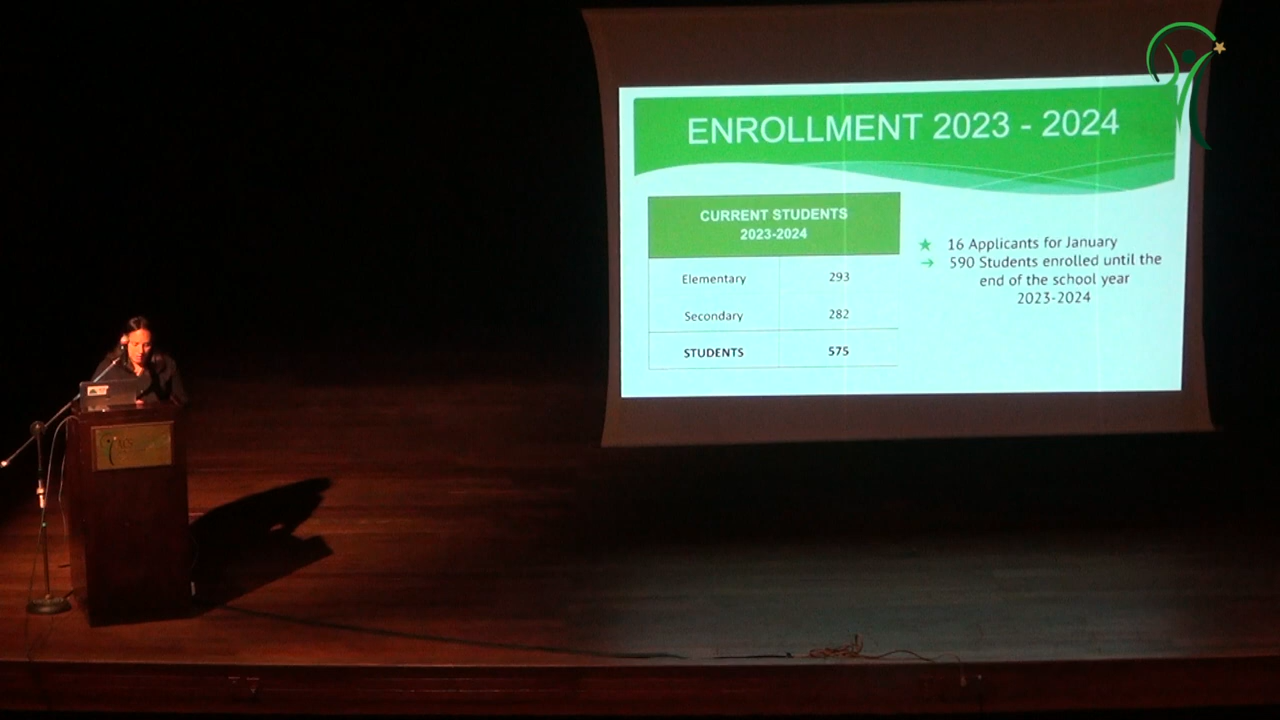 ENROLLMENT 2023 - 2024
CURRENT STUDENTS
2023-2024
Elementary 293
Secondary 282
STUDENTS 575
16 Applicants for January
590 Students enrolled until the
end of the school year
2023-2024